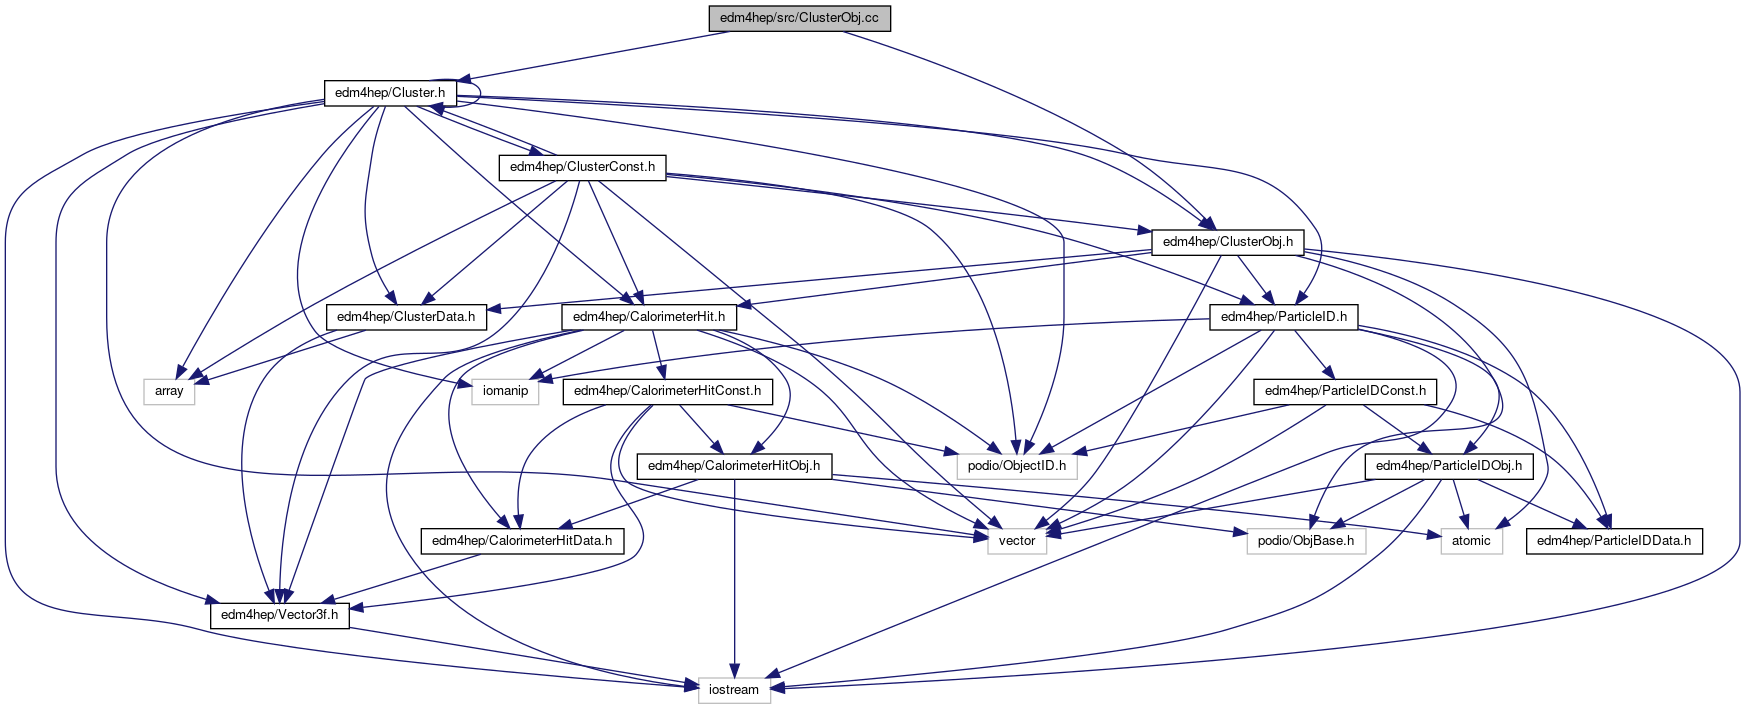 edm4hep/src/ClusterObj.cc
edm4hep/Cluster.h
edm4hep/ClusterConst.h
edm4hep/ClusterObj.h
edm4hep/ClusterData.h
edm4hep/CalorimeterHit.h
edm4hep/ParticleID.h
array
iomanip
edm4hep/CalorimeterHitConst.h
edm4hep/ParticleIDConst.h
edm4hep/CalorimeterHitObj.h
podio/ObjectID.h
edm4hep/ParticleIDObj.h
edm4hep/CalorimeterHitData.h
vector
podio/ObjBase.h
atomic
edm4hep/ParticleIDData.h
edm4hep/Vector3f.h
iostream